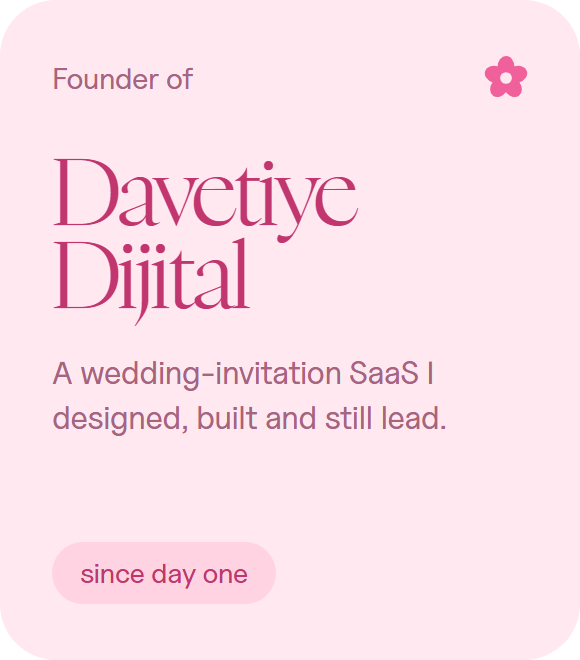 Founder of
Davetiye
Dijital
A wedding-invitation SaaS I
designed, built and still lead.
since day one